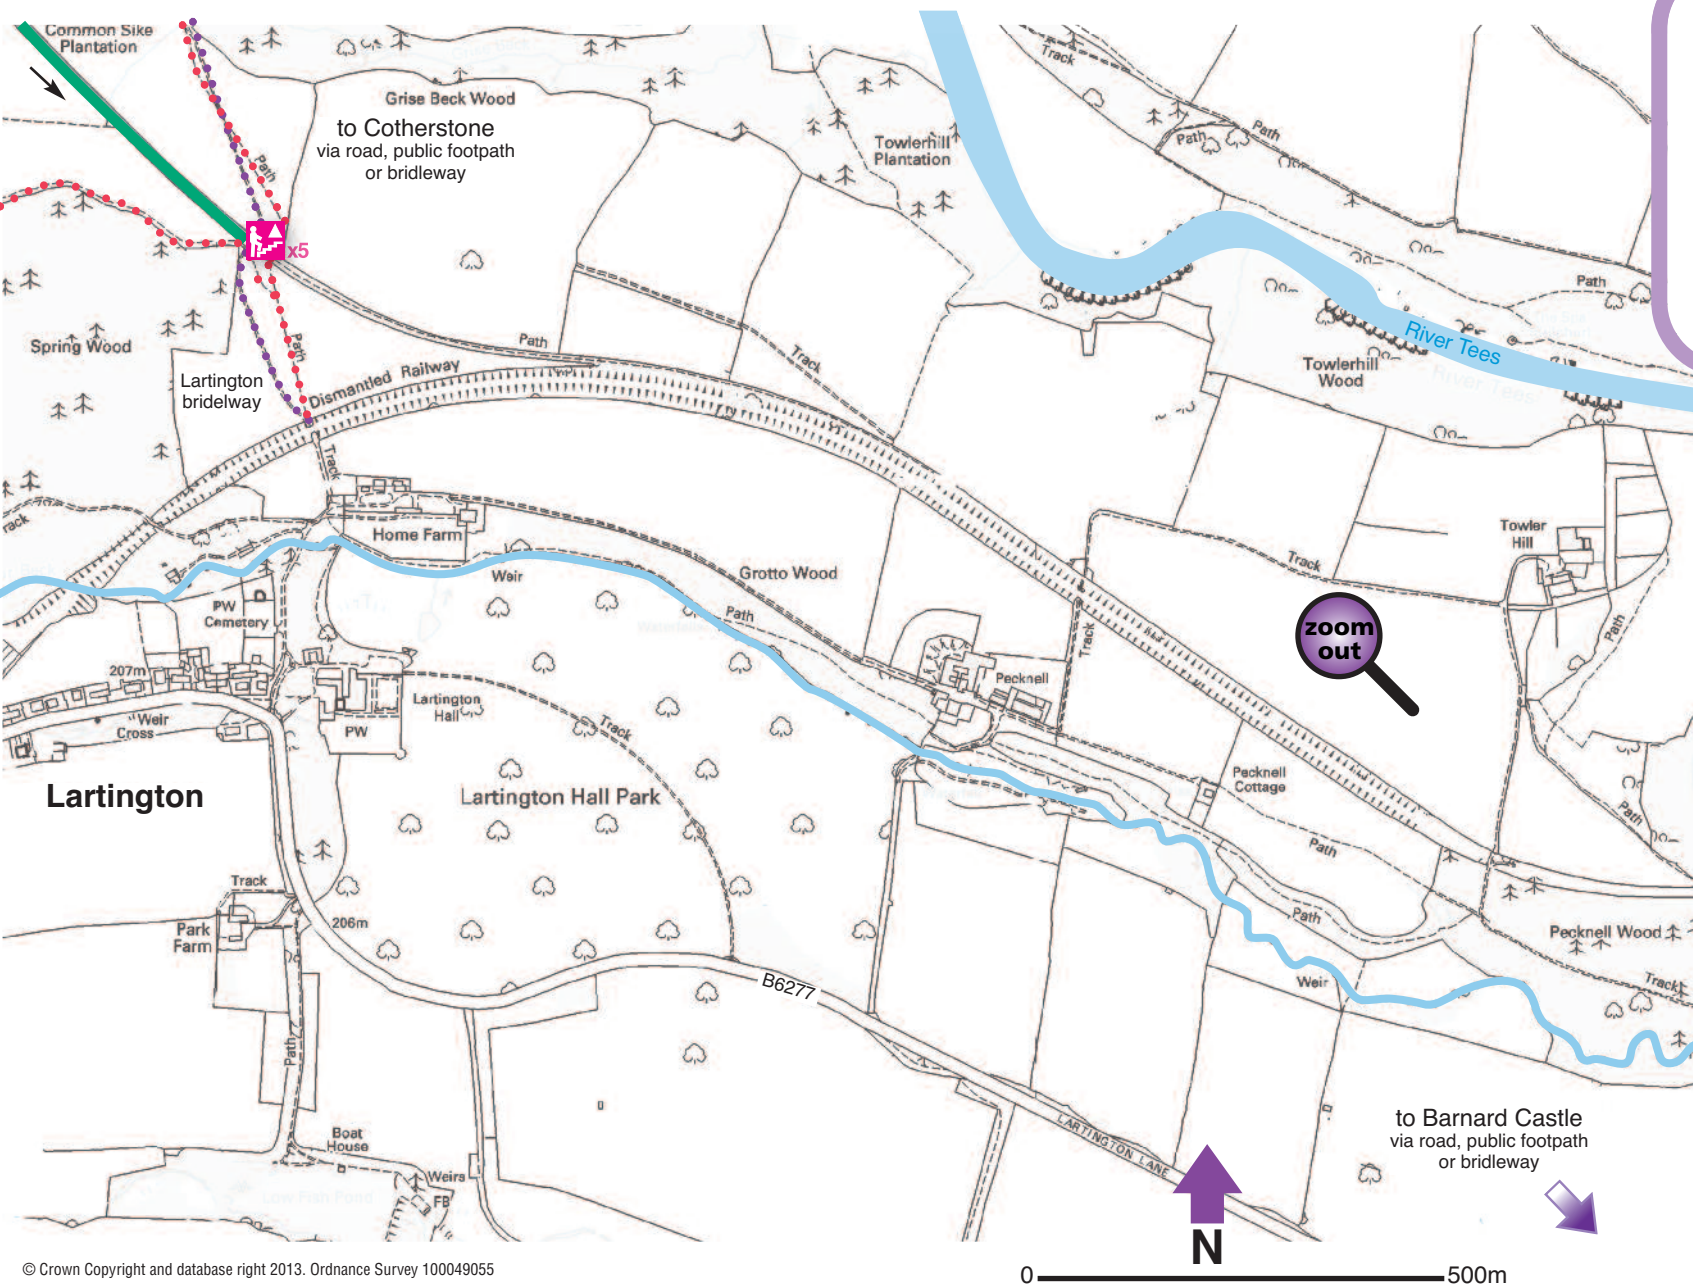 Common Sike
Plantation
Grise Beck Wood
to Cotherstone
via road, public footpath
or bridleway
Path
Towlerhill
Plantation
Track
Path
Path
Path
x5
Spring Wood
Lartington
bridelway
Path
Dismantled Railway
Path
Track
River Tees
Towlerhill
Wood
Track
Track
Home Farm
Weir
Grotto Wood
Path
Track
Towler
Hill
Track
zoom
out
Path
PW
Cemetery
207m
Weir
Cross
Lartington
Hall
PW
Track
Pecknell
Pecknell
Cottage
Path
Path
Lartington
Lartington Hall Park
Track
Park
Farm
206m
Path
Path
Pecknell Wood
Track
Weir
B6277
LARTINGTON LANE
Boat
House
Weirs
FB
Low Fish Pond
to Barnard Castle
via road, public footpath
or bridleway
N
0
500m
© Crown Copyright and database right 2013. Ordnance Survey 100049055